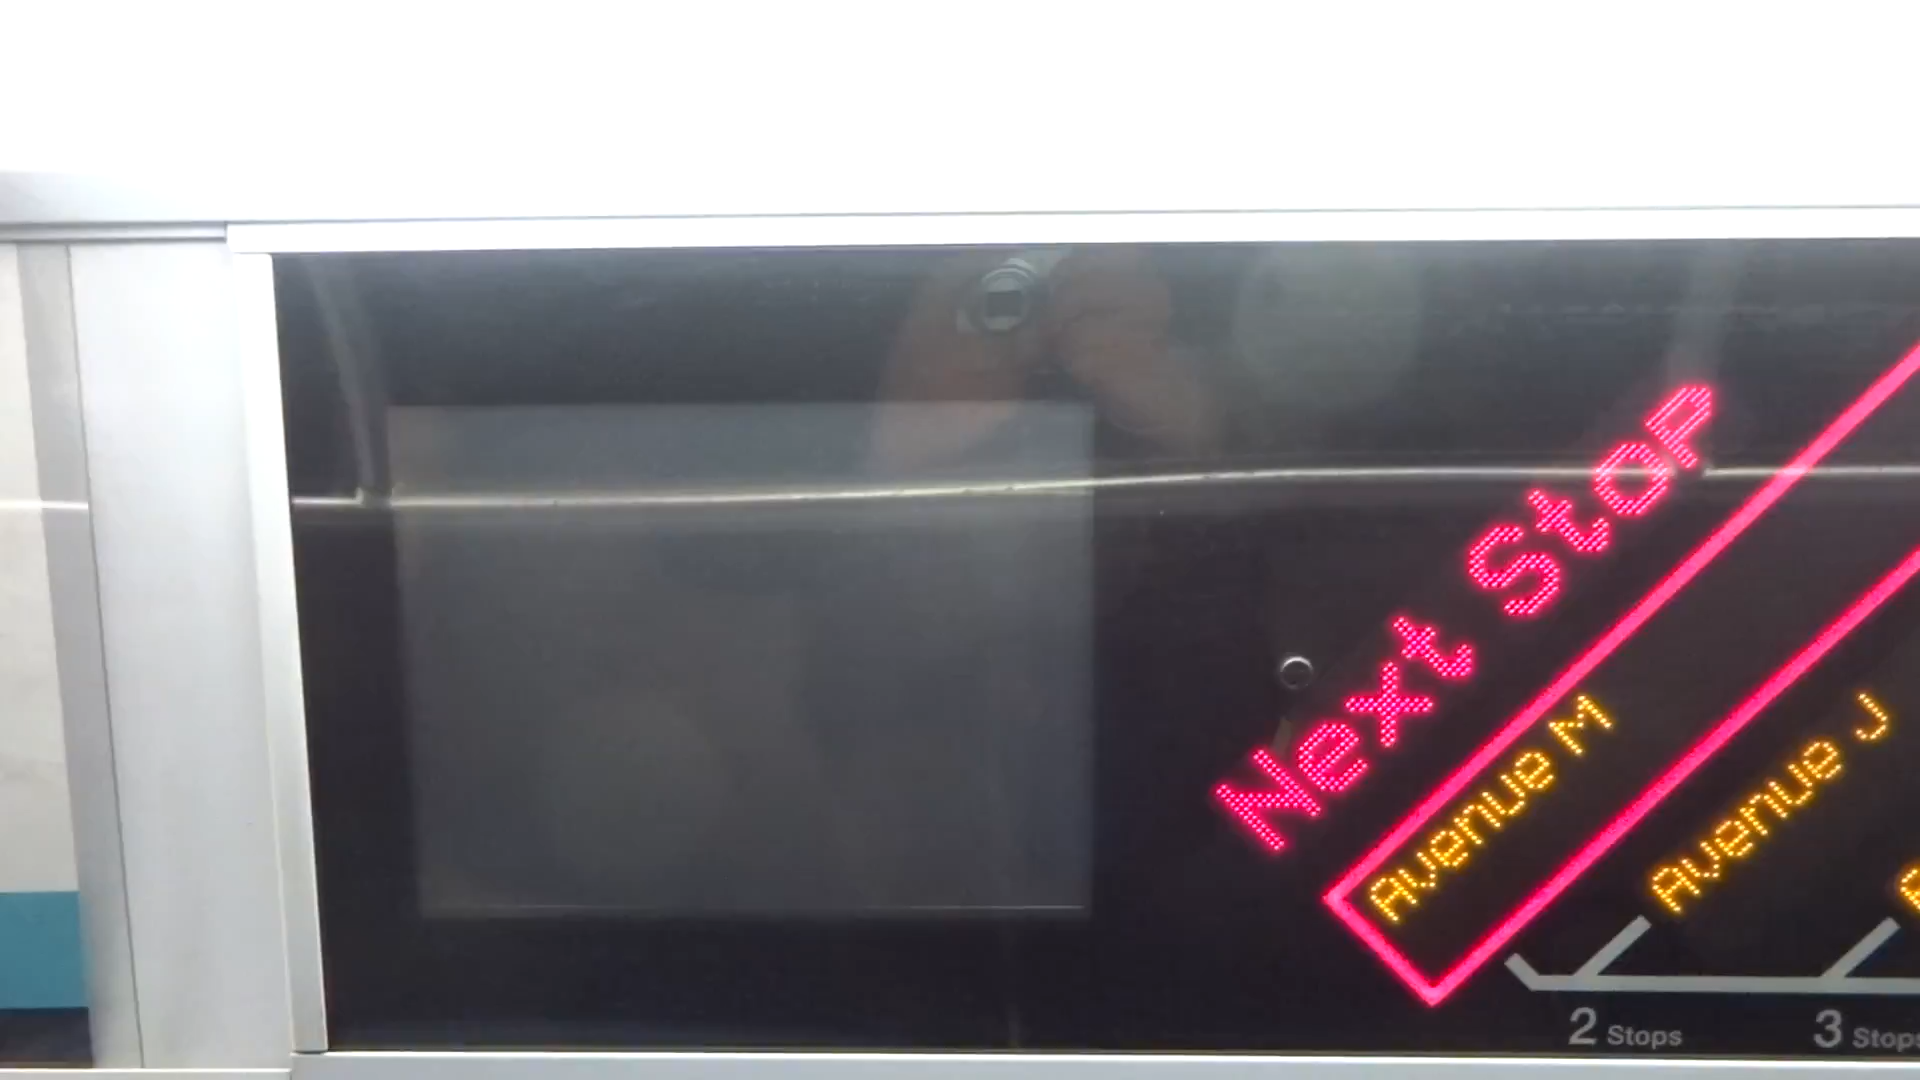 Next Stop
Avenue M
Avenue J
2 Stops
3 Stops